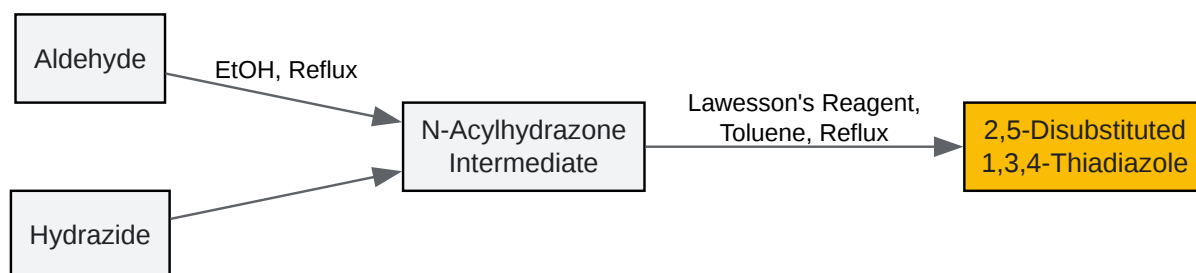 Aldehyde
EtOH, Reflux
Hydrazide
N-Acylhydrazone
Intermediate
Lawesson's Reagent,
Toluene, Reflux
2,5-Disubstituted
1,3,4-Thiadiazole